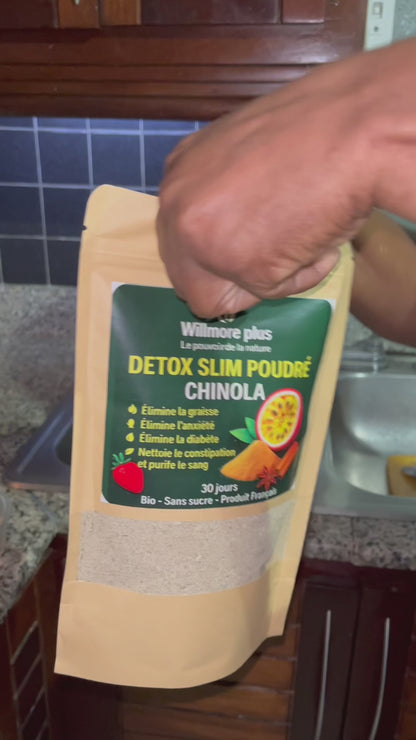 Willmore plus
Le pouvoir de la nature
DETOX SLIM POUDRÉ
CHINOLA
Élimine la graisse
Élimine l'anxiété
Élimine la diabète
Nettoie le constipation
et purifie le sang
30 jours
Bio - Sans sucre - Produit Français